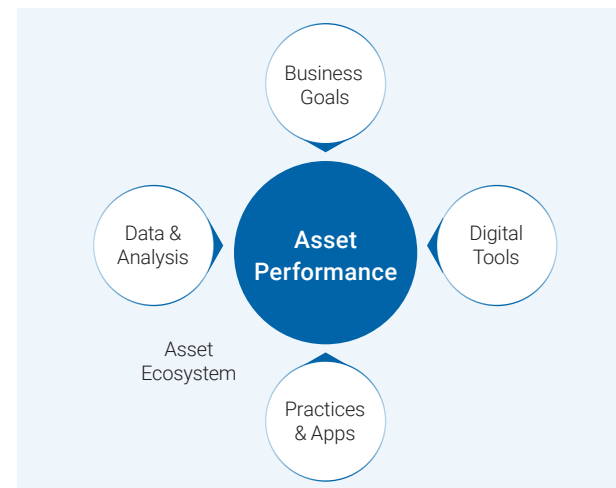 Business
Goals
Data &
Analysis
Asset
Performance
Digital
Tools
Asset
Ecosystem
Practices
& Apps